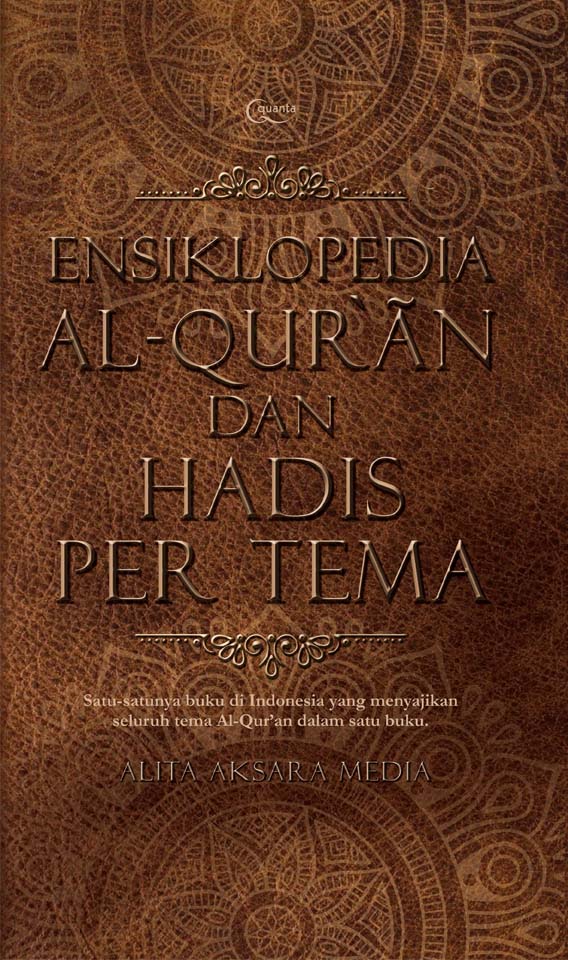 quanta
ENSIKLOPEDIA
AL-QUR`ÃN
DAN
HADIS
PER TEMA
Satu-satunya buku di Indonesia yang menyajikan
seluruh tema Al-Qur'an dalam satu buku.
ALITA AKSARA MEDIA